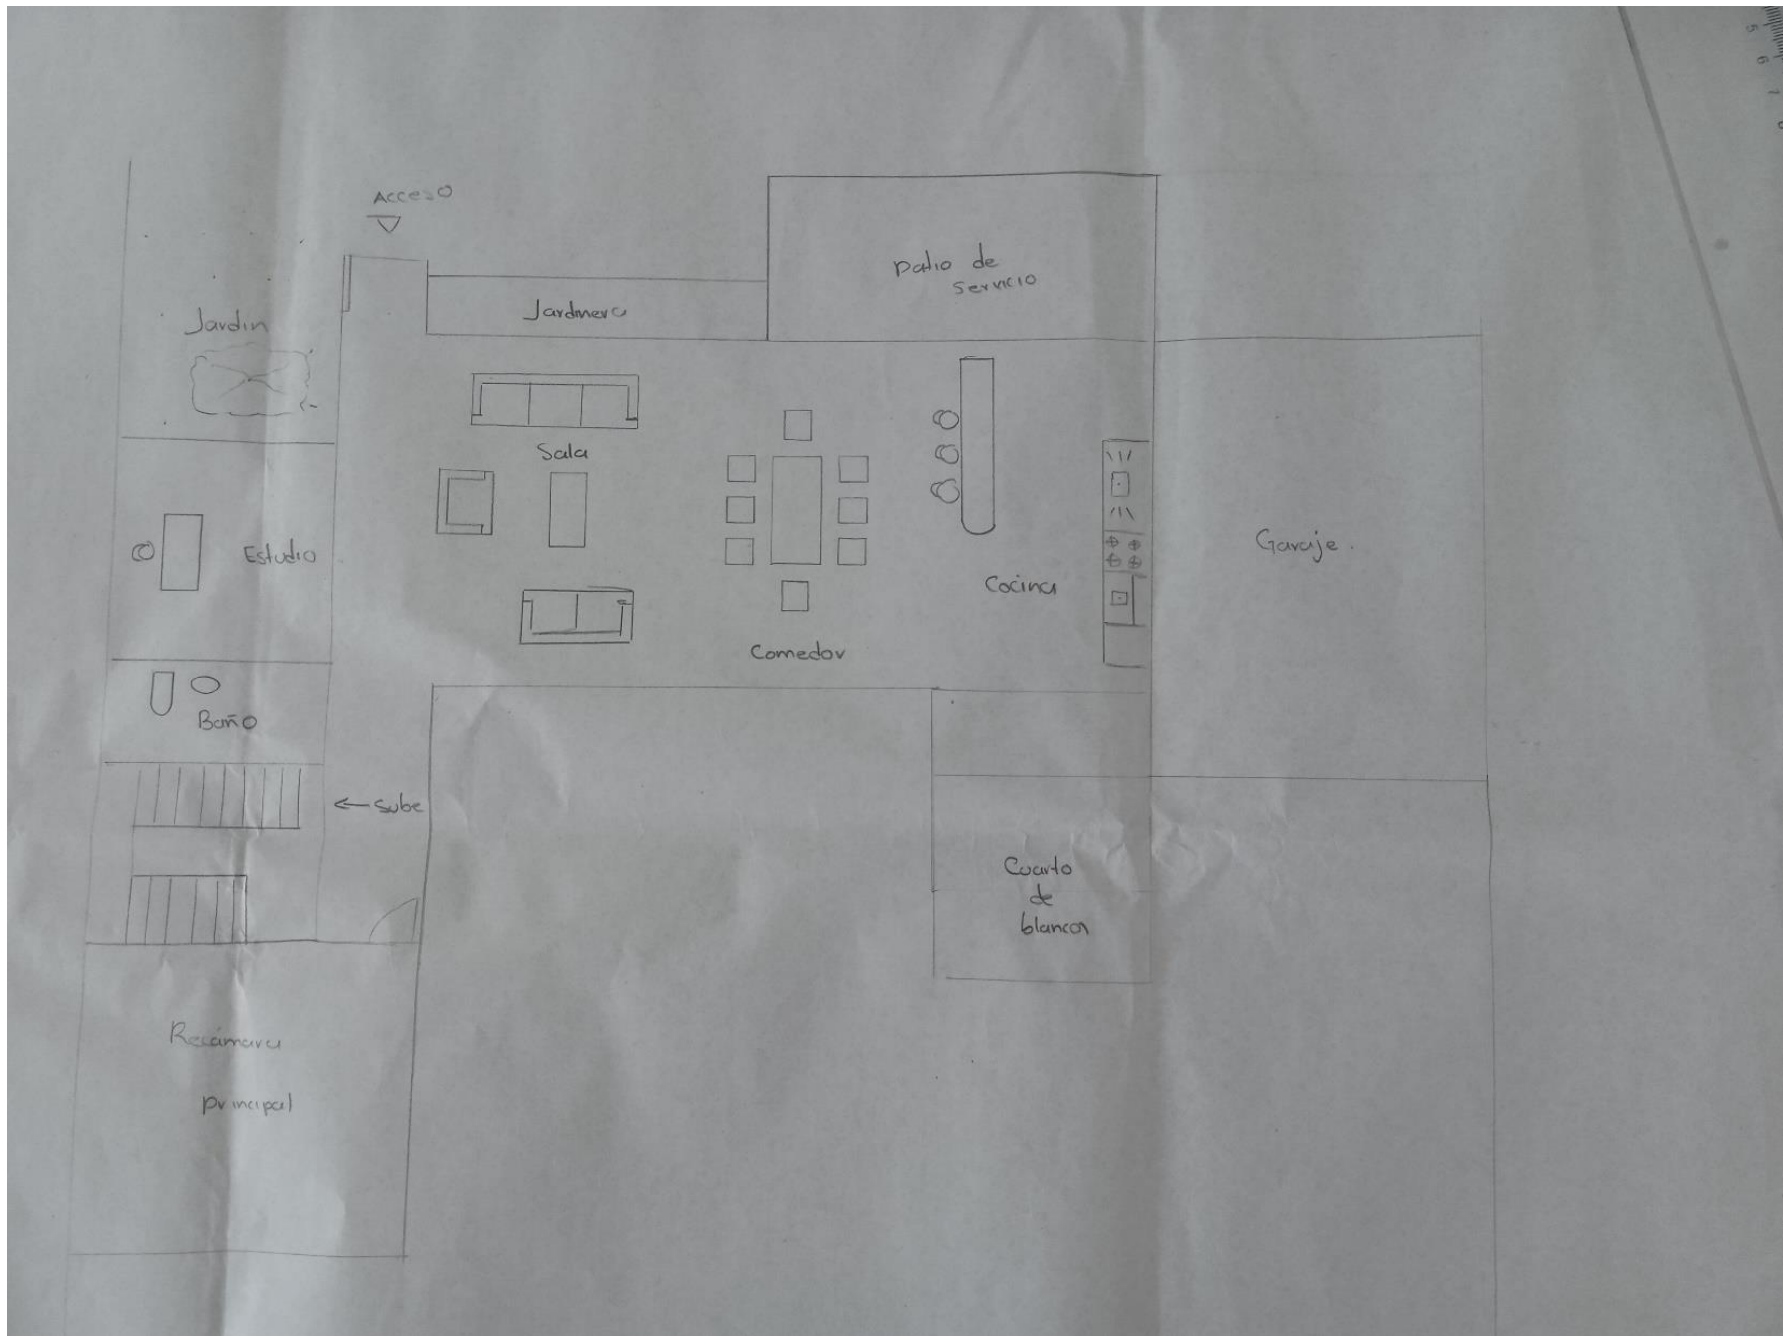 Acceso
Patio de
servicio
Jardinera
Jardin
Sala
Estudio
Garaje.
Cocina
Comedor
Baño
← Sube
Cuarto
de
blancos
Recámara
principal